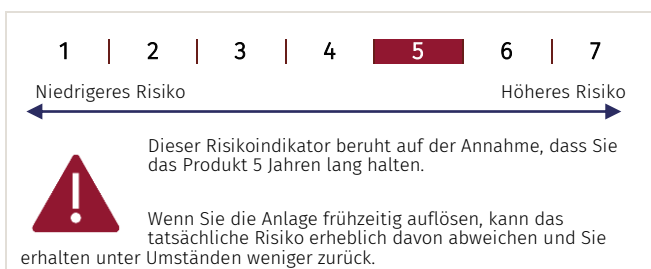 1 | 2 | 3 | 4 | 5 | 6 | 7
Niedrigeres Risiko Höheres Risiko
Dieser Risikoindikator beruht auf der Annahme, dass Sie
das Produkt 5 Jahren lang halten.
Wenn Sie die Anlage frühzeitig auflösen, kann das
tatsächliche Risiko erheblich davon abweichen und Sie
erhalten unter Umständen weniger zurück.